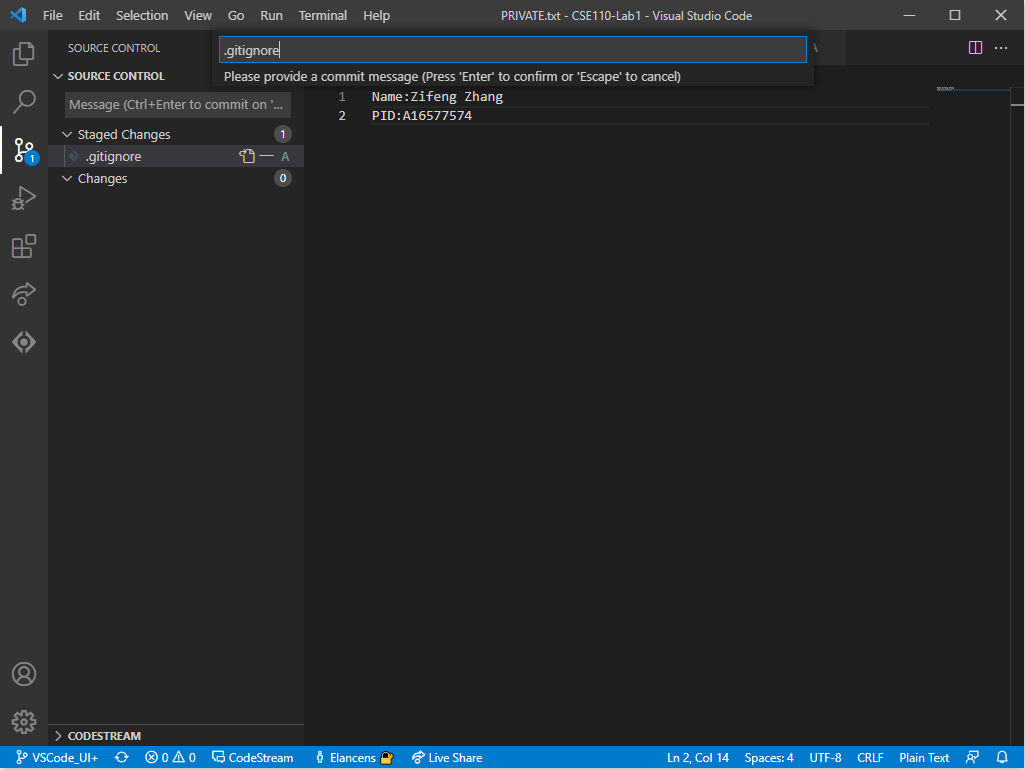 File Edit Selection View Go Run Terminal Help PRIVATE.txt - CSE110-Lab1 - Visual Studio Code
SOURCE CONTROL
.gitignore
A
SOURCE CONTROL
Please provide a commit message (Press 'Enter' to confirm or 'Escape' to cancel)
Message (Ctrl+Enter to commit on '...
1 Name:Zifeng Zhang
2 PID:A16577574
Staged Changes 1
.gitignore A
1
Changes 0
CODESTREAM
VSCode_UI+ 0 0 CodeStream Elancens Live Share Ln 2, Col 14 Spaces: 4 UTF-8 CRLF Plain Text